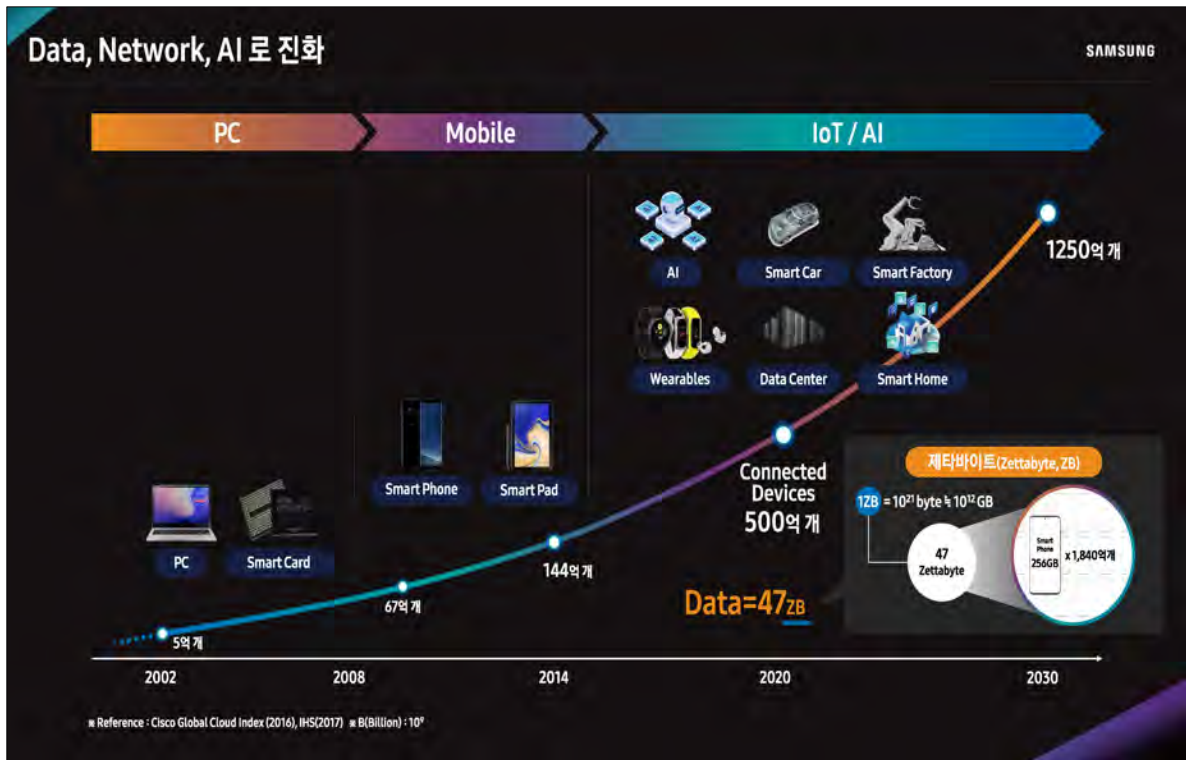 Data, Network, AI 로 진화
SAMSUNG
PC
Mobile
IoT / AI
AI
Smart Car
Smart Factory
1250억 개
Wearables
Data Center
Smart Home
Smart Phone
Smart Pad
PC
Smart Card
Connected
Devices
500억 개
144억 개
67억 개
5억 개
Data=47ZB
제타바이트(Zettabyte, ZB)
1ZB = 10²¹ byte ≒ 10¹² GB
47
Zettabyte
Smart
Phone
256GB
x 1,840억개
2002
2008
2014
2020
2030
※ Reference : Cisco Global Cloud Index (2016), IHS(2017) ※ B(Billion) : 10⁹